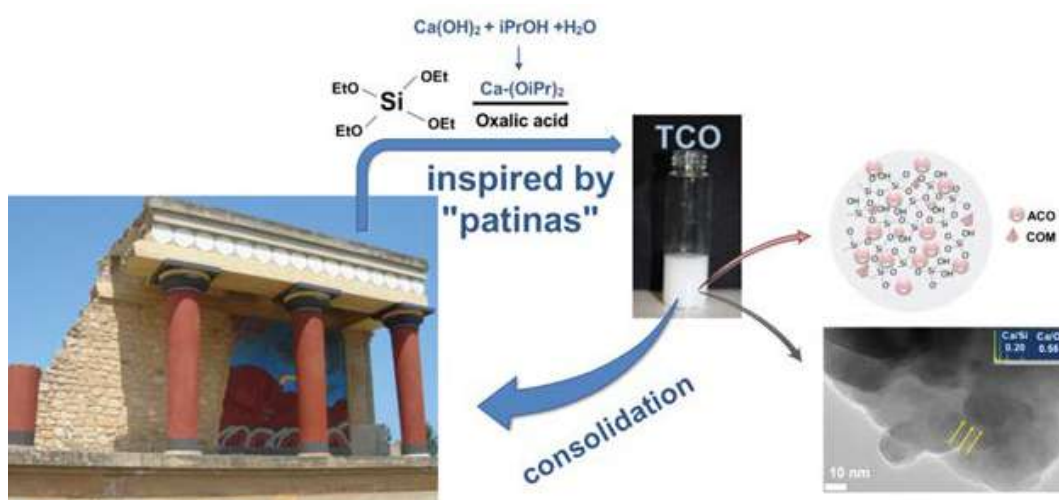 Ca(OH)₂ + iPrOH +H₂O
Ca-(OiPr)₂
Oxalic acid
EtO OEt
Si
EtO OEt
TCO
inspired by
"patinas"
ACO
COM
consolidation
Ca/Si Ca/
0.20
10 nm